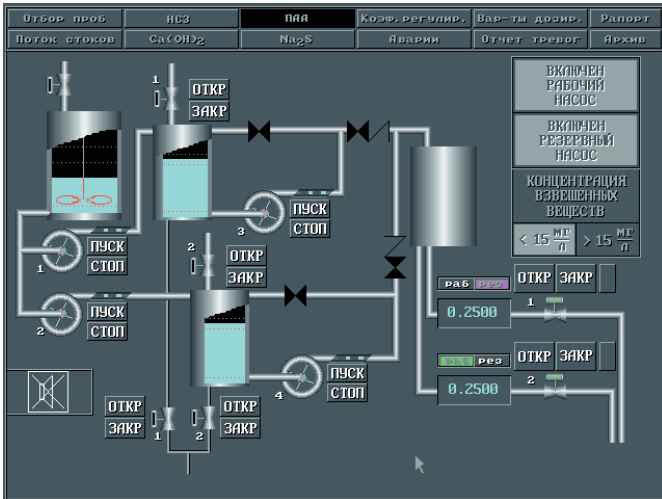 Отбор проб
НСЗ
ПАА
Коэф.регулир.
Вар-ты дозир.
Рапорт
Поток стоков
Ca(OH)2
Na2S
Аварии
Отчет тревог
Архив
1
ОТКР
ЗАКР
ВКЛЮЧЕН
РАБОЧИЙ
НАСОС
ВКЛЮЧЕН
РЕЗЕРВНЫЙ
НАСОС
КОНЦЕНТРАЦИЯ
ВЗВЕШЕННЫХ
ВЕЩЕСТВ
< 15 мг/л
> 15 мг/л
ПУСК
СТОП
3
ПУСК
СТОП
1
2
ОТКР
ЗАКР
раб рез
ОТКР ЗАКР
0.2500
1
ПУСК
СТОП
2
раб рез
ОТКР ЗАКР
0.2500
2
ПУСК
СТОП
4
ОТКР
ЗАКР
1
ОТКР
ЗАКР
2